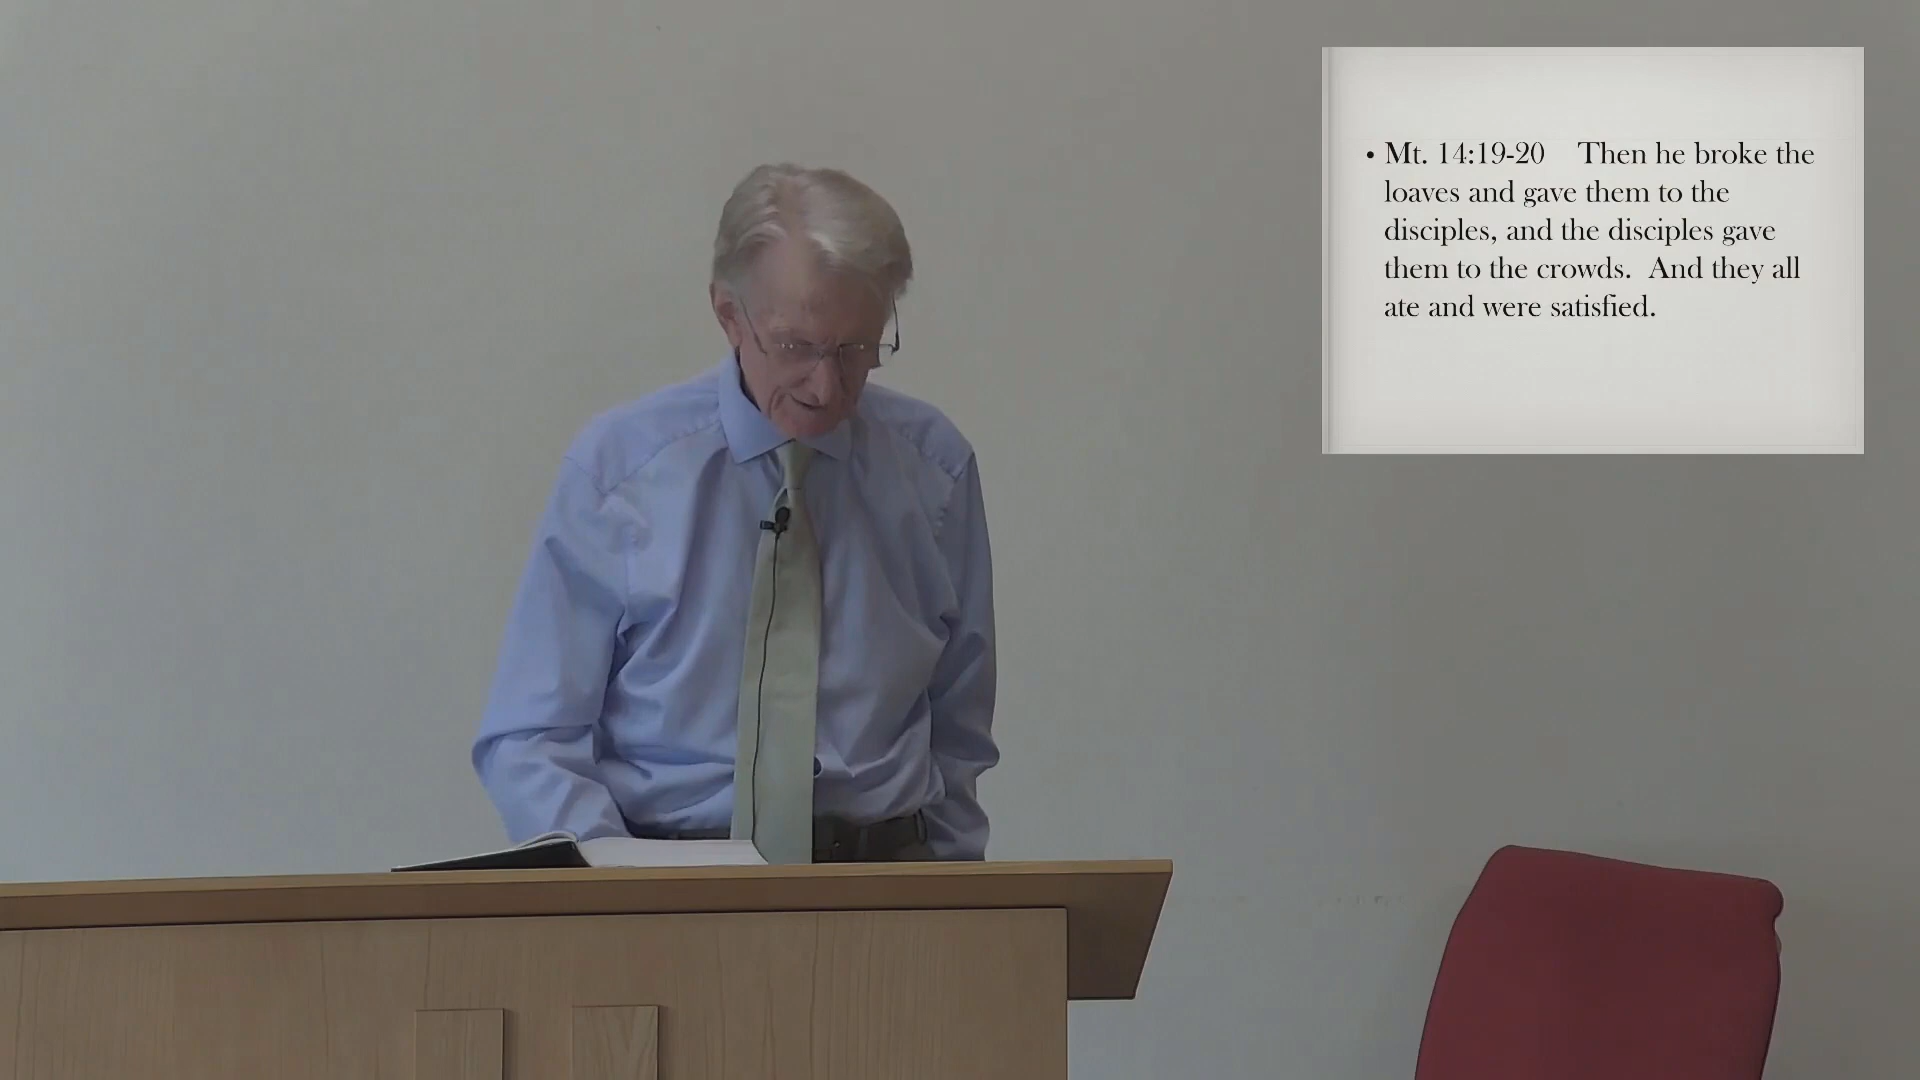 • Mt. 14:19-20 Then he broke the
loaves and gave them to the
disciples, and the disciples gave
them to the crowds. And they all
ate and were satisfied.